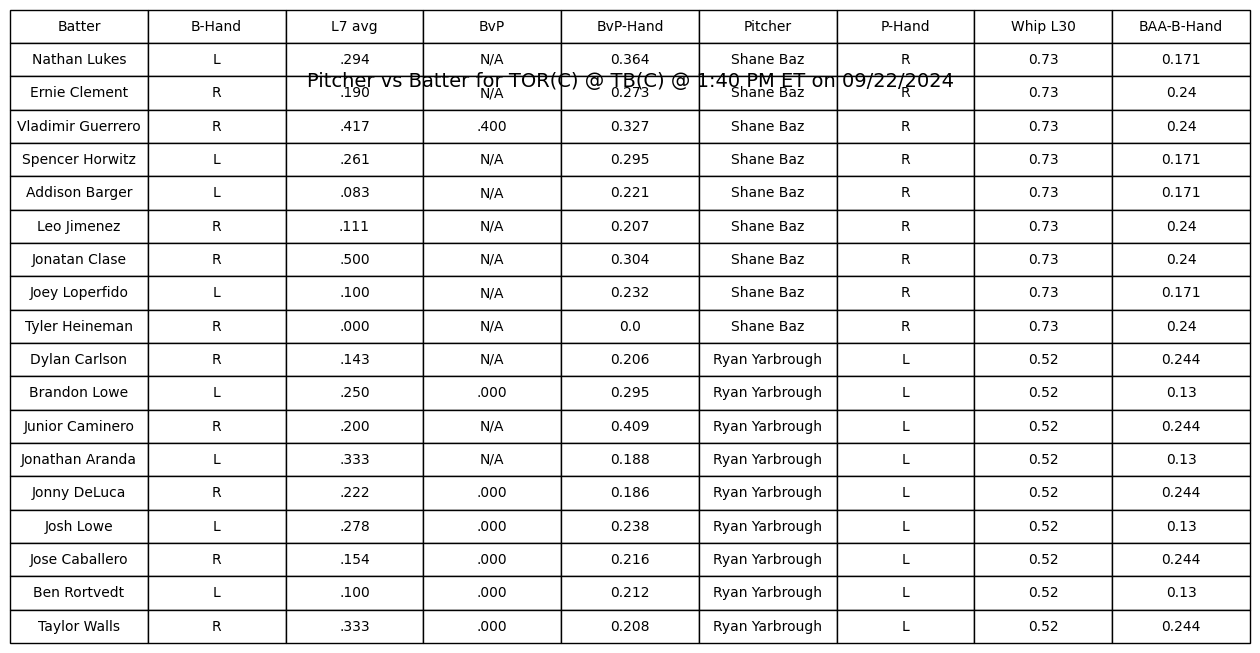 Batter B-Hand L7 avg BvP BvP-Hand Pitcher P-Hand Whip L30 BAA-B-Hand
Nathan Lukes L .294 N/A 0.364 Shane Baz R 0.73 0.171
Pitcher vs Batter for TOR(C) @ TB(C) @ 1:40 PM ET on 09/22/2024
Ernie Clement R .190 N/A 0.273 Shane Baz R 0.73 0.24
Vladimir Guerrero R .417 .400 0.327 Shane Baz R 0.73 0.24
Spencer Horwitz L .261 N/A 0.295 Shane Baz R 0.73 0.171
Addison Barger L .083 N/A 0.221 Shane Baz R 0.73 0.171
Leo Jimenez R .111 N/A 0.207 Shane Baz R 0.73 0.24
Jonatan Clase R .500 N/A 0.304 Shane Baz R 0.73 0.24
Joey Loperfido L .100 N/A 0.232 Shane Baz R 0.73 0.171
Tyler Heineman R .000 N/A 0.0 Shane Baz R 0.73 0.24
Dylan Carlson R .143 N/A 0.206 Ryan Yarbrough L 0.52 0.244
Brandon Lowe L .250 .000 0.295 Ryan Yarbrough L 0.52 0.13
Junior Caminero R .200 N/A 0.409 Ryan Yarbrough L 0.52 0.244
Jonathan Aranda L .333 N/A 0.188 Ryan Yarbrough L 0.52 0.13
Jonny DeLuca R .222 .000 0.186 Ryan Yarbrough L 0.52 0.244
Josh Lowe L .278 .000 0.238 Ryan Yarbrough L 0.52 0.13
Jose Caballero R .154 .000 0.216 Ryan Yarbrough L 0.52 0.244
Ben Rortvedt L .100 .000 0.212 Ryan Yarbrough L 0.52 0.13
Taylor Walls R .333 .000 0.208 Ryan Yarbrough L 0.52 0.244